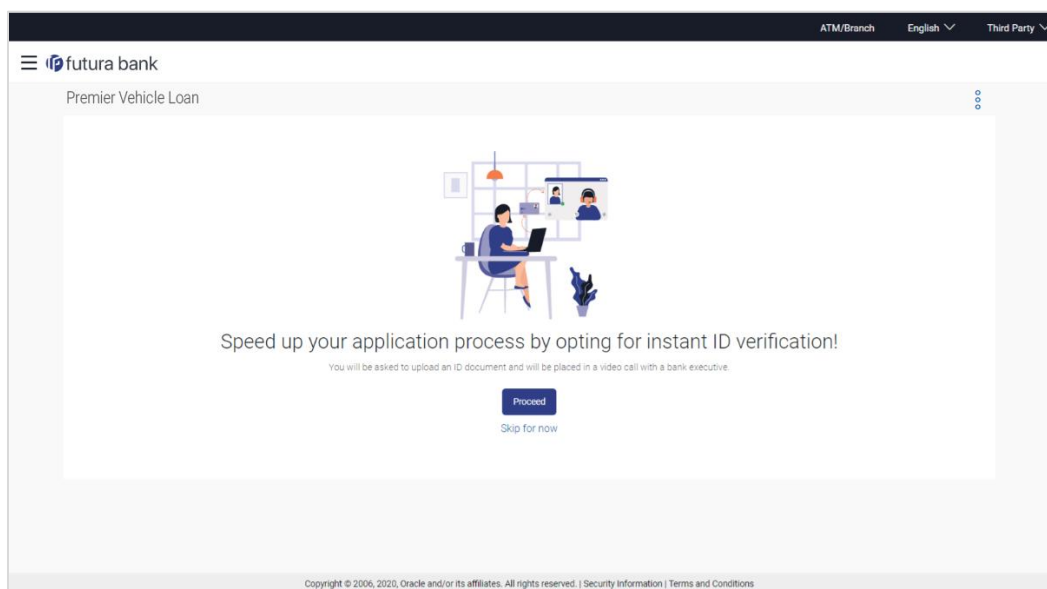 ATM/Branch English Third Party
futura bank
Premier Vehicle Loan
Speed up your application process by opting for instant ID verification!
You will be asked to upload an ID document and will be placed in a video call with a bank executive.
Proceed
Skip for now
Copyright © 2006, 2020, Oracle and/or its affiliates. All rights reserved. | Security Information | Terms and Conditions